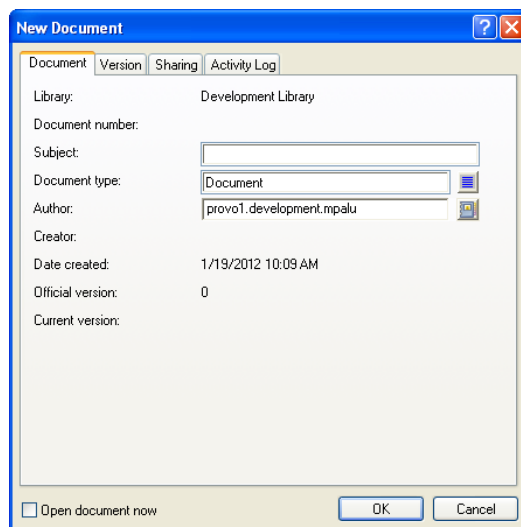 New Document
Document Version Sharing Activity Log
Library: Development Library
Document number:
Subject:
Document type: Document
Author: provo1.development.mpalu
Creator:
Date created: 1/19/2012 10:09 AM
Official version: 0
Current version:
Open document now OK Cancel